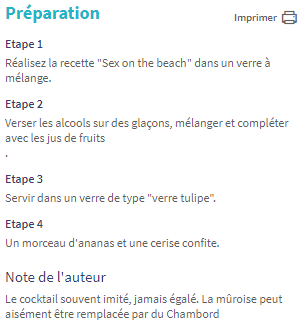 Préparation
Imprimer
Etape 1
Réalisez la recette "Sex on the beach" dans un verre à
mélange.
Etape 2
Verser les alcools sur des glaçons, mélanger et compléter
avec les jus de fruits
.
Etape 3
Servir dans un verre de type "verre tulipe".
Etape 4
Un morceau d'ananas et une cerise confite.
Note de l'auteur
Le cocktail souvent imité, jamais égalé. La mûroise peut
aisément être remplacée par du Chambord